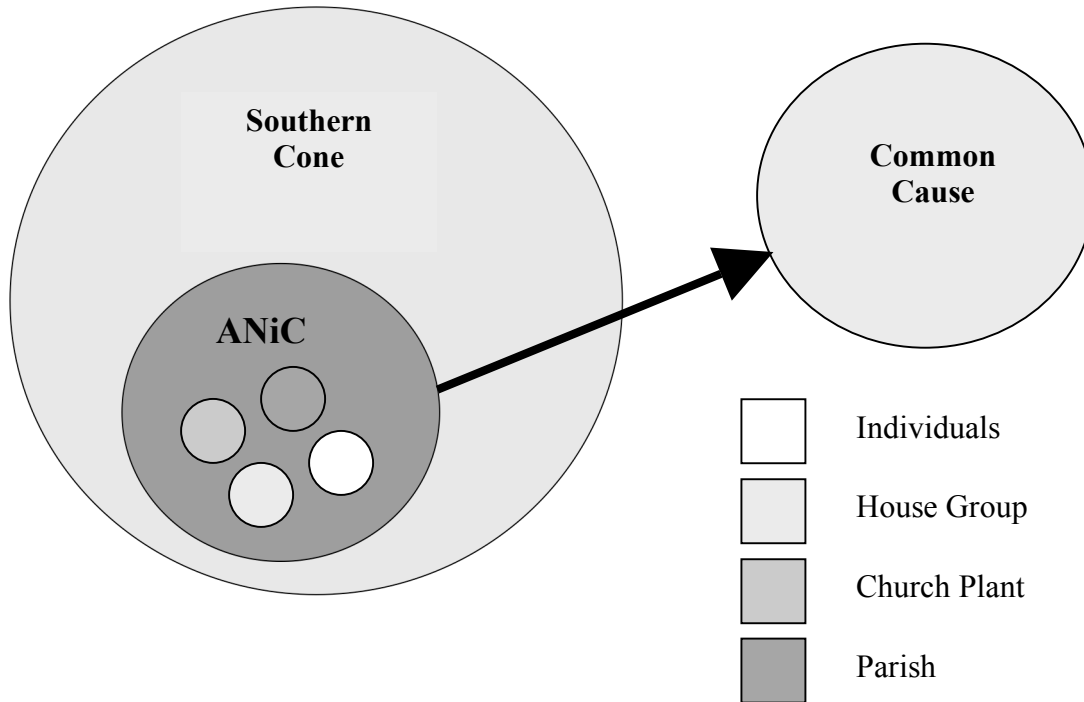 Southern
Cone
Common
Cause
ANiC
Individuals
House Group
Church Plant
Parish